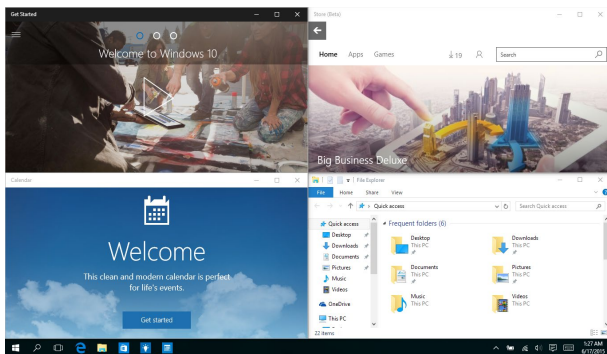 Get Started
Welcome to Windows 10
Store (Beta)
Home Apps Games 19 Search
Big Business Deluxe
Calendar
Welcome
This clean and modern calendar is perfect
for life's events.
Get started
File Explorer
File Home Share View
Quick access Search Quick access
Quick access
Desktop
Downloads
Documents
Pictures
Music
Videos
OneDrive
This PC
22 items
Frequent folders (6)
Desktop
This PC
Downloads
This PC
Documents
This PC
Pictures
This PC
Music
This PC
Videos
This PC
1:27 AM
6/17/2015